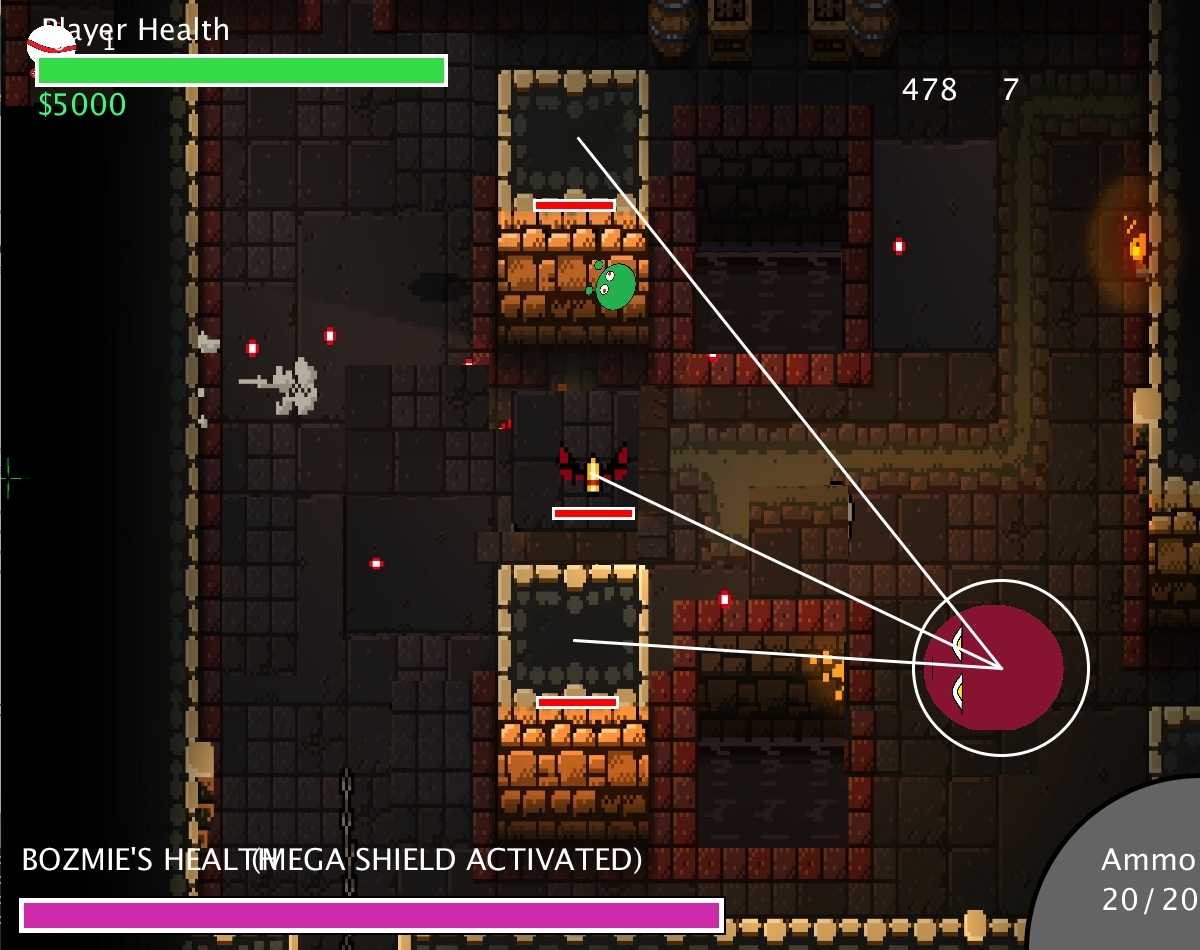 Player Health
1
$5000
478 7
BOZMIE'S HEALTH (MEGA SHIELD ACTIVATED)
Ammo
20/20